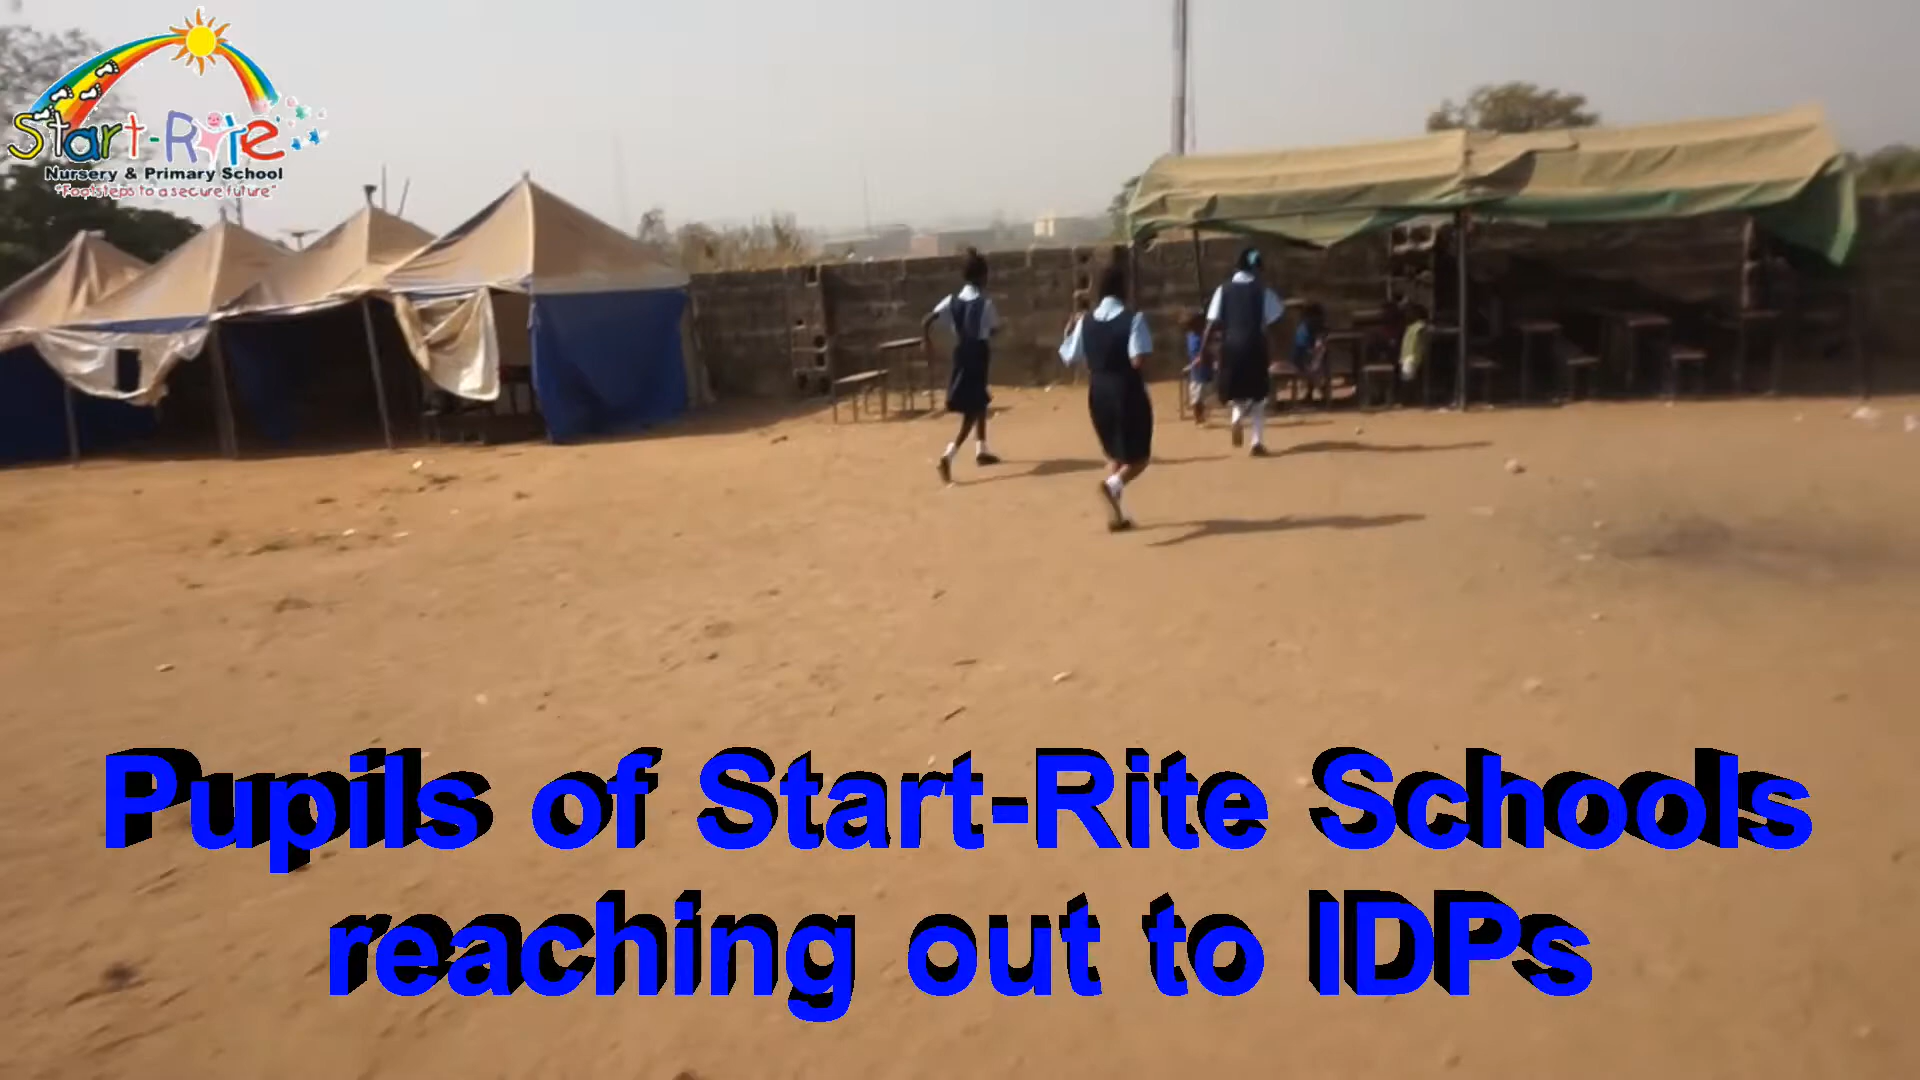 Start-Rite
Nursery & Primary School
"Footsteps to a secure future"
Pupils of Start-Rite Schools
reaching out to IDPs